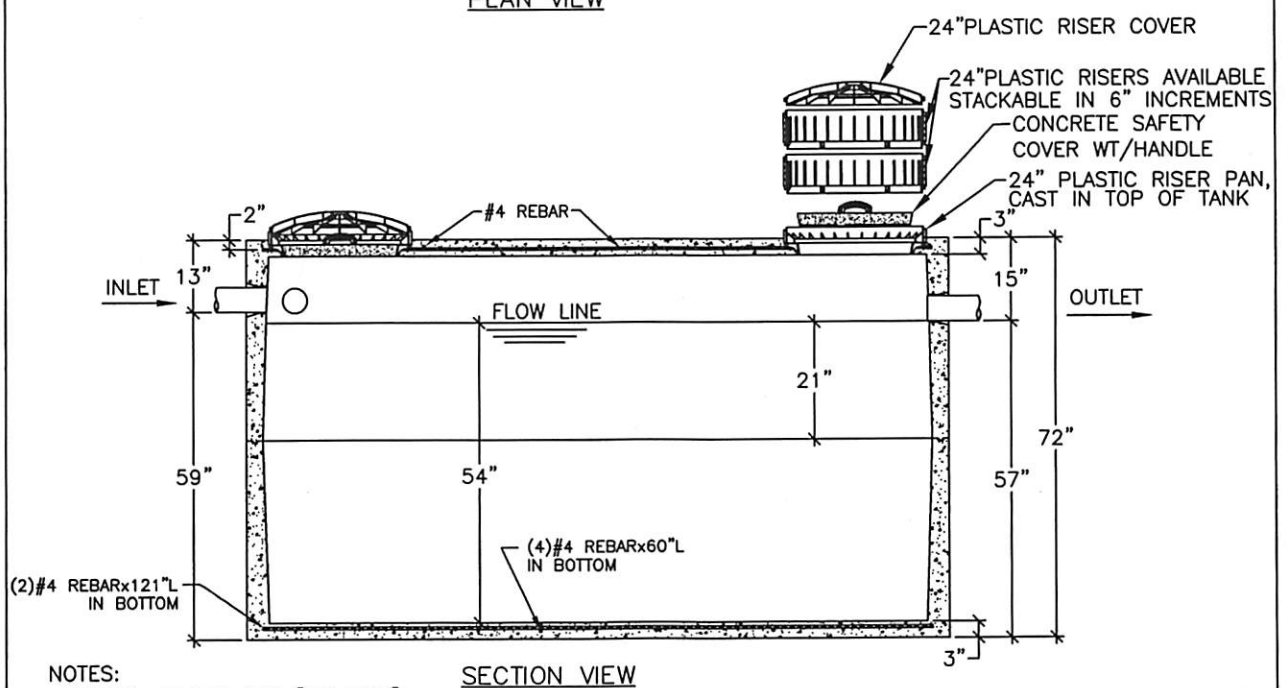 PLAN VIEW
24"PLASTIC RISER COVER
24"PLASTIC RISERS AVAILABLE
STACKABLE IN 6" INCREMENTS
CONCRETE SAFETY
COVER WT/HANDLE
24" PLASTIC RISER PAN,
CAST IN TOP OF TANK
2"
#4 REBAR
3"
13"
15"
INLET
OUTLET
FLOW LINE
21"
72"
59"
54"
57"
(4)#4 REBARx60"L
IN BOTTOM
(2)#4 REBARx121"L
IN BOTTOM
3"
NOTES:
SECTION VIEW